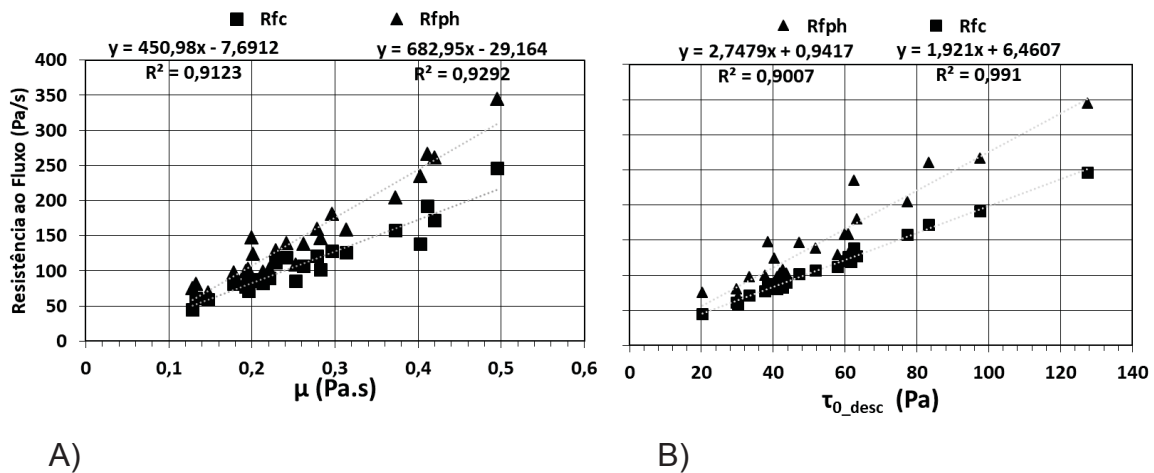 Rfc Rfph
y = 450,98x - 7,6912 y = 682,95x - 29,164
R² = 0,9123 R² = 0,9292
Resistência ao Fluxo (Pa/s)
400
350
300
250
200
150
100
50
0
0 0,1 0,2 0,3 0,4 0,5 0,6
μ (Pa.s)
A)
Rfph Rfc
y = 2,7479x + 0,9417 y = 1,921x + 6,4607
R² = 0,9007 R² = 0,991
0 20 40 60 80 100 120 140
τ0_desc (Pa)
B)